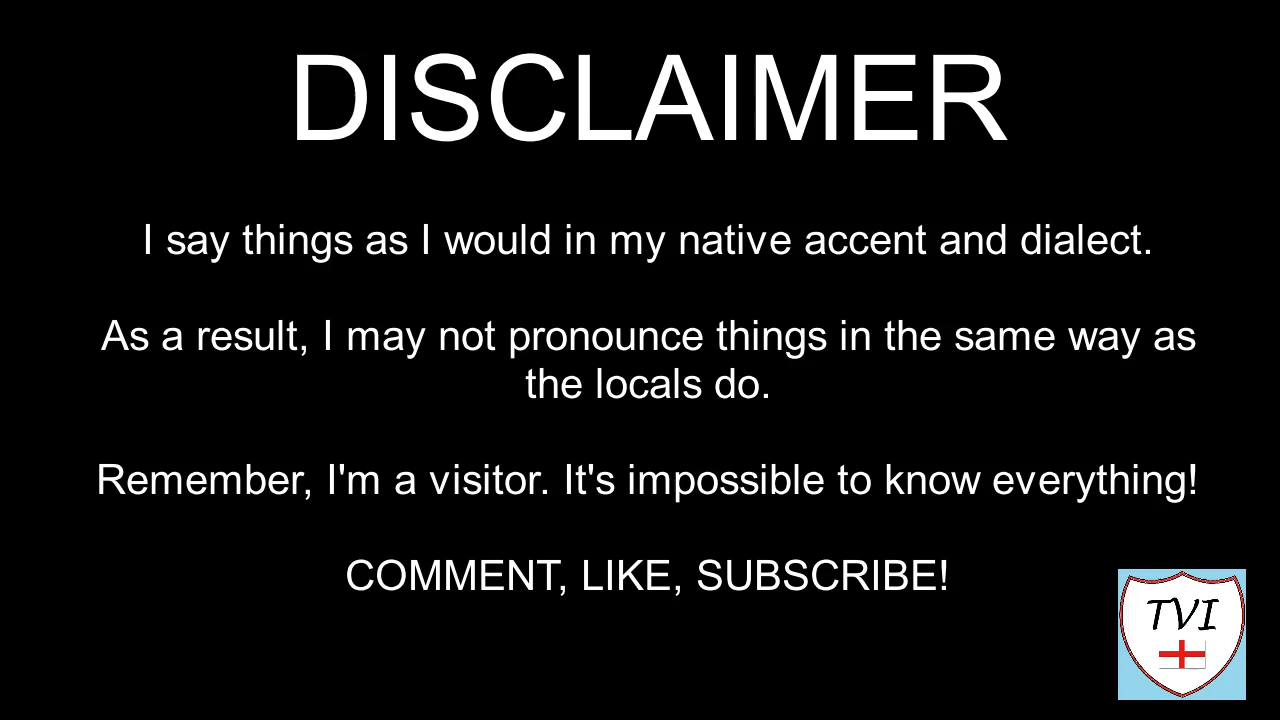 DISCLAIMER
I say things as I would in my native accent and dialect.
As a result, I may not pronounce things in the same way as
the locals do.
Remember, I'm a visitor. It's impossible to know everything!
COMMENT, LIKE, SUBSCRIBE!
TVI